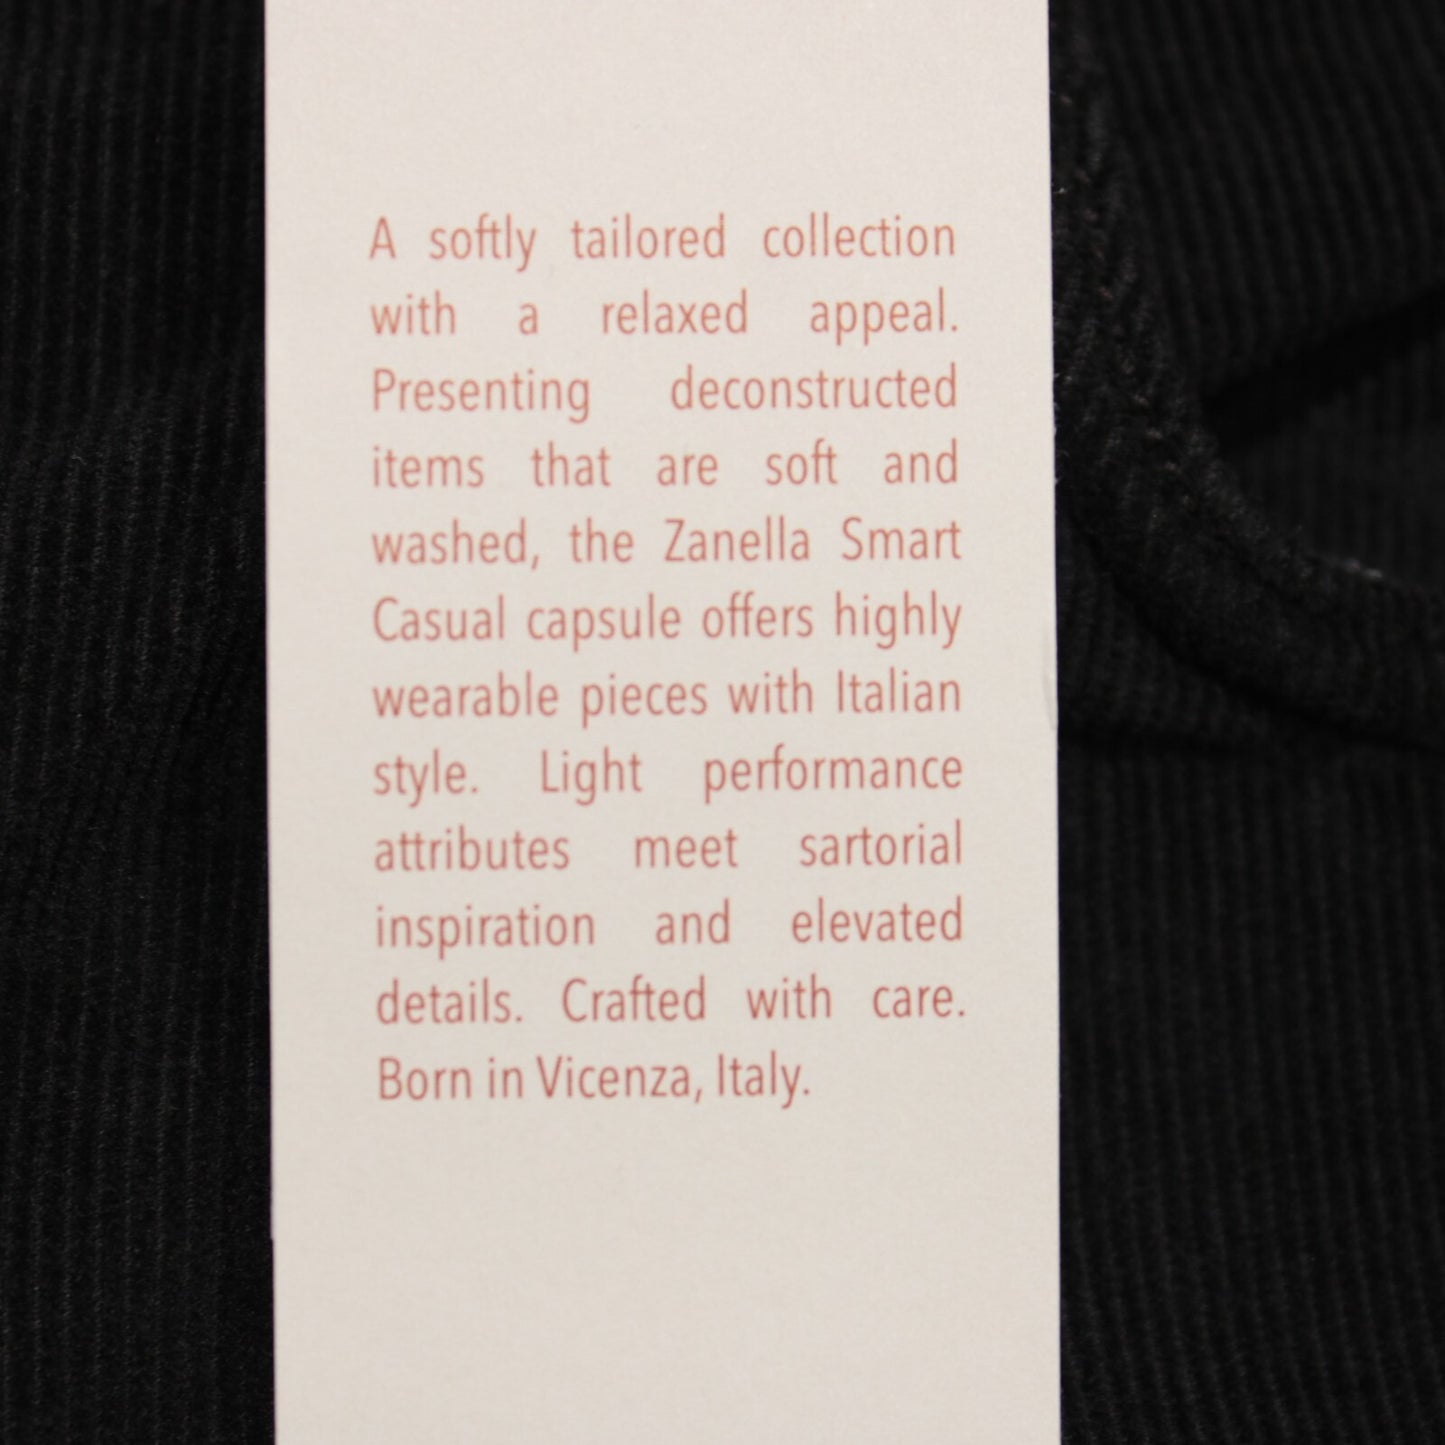 A softly tailored collection
with a relaxed appeal.
Presenting deconstructed
items that are soft and
washed, the Zanella Smart
Casual capsule offers highly
wearable pieces with Italian
style. Light performance
attributes meet sartorial
inspiration and elevated
details. Crafted with care.
Born in Vicenza, Italy.